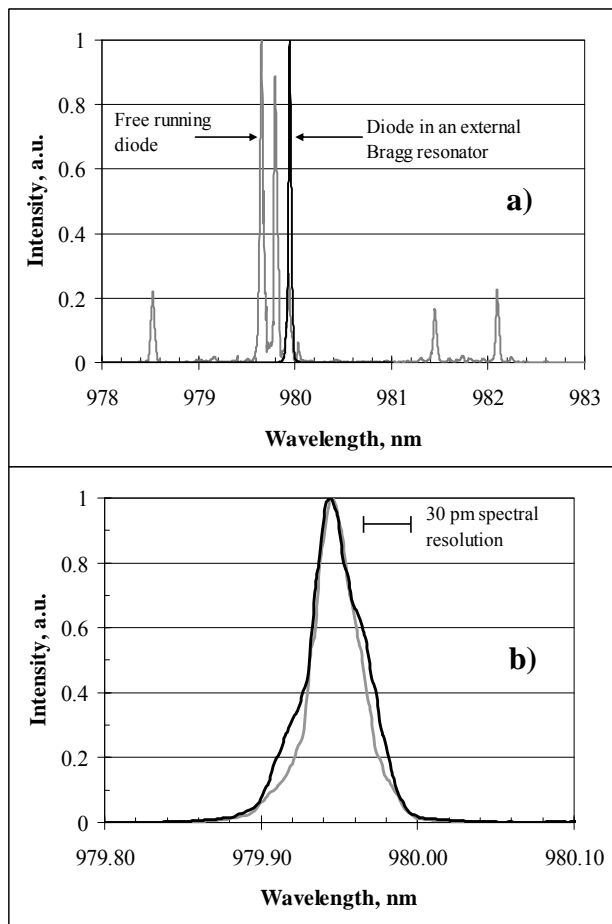 1
0.8
0.6
0.4
0.2
0
Intensity, a.u.
Free running
diode
Diode in an external
Bragg resonator
a)
978 979 980 981 982 983
Wavelength, nm
1
0.8
0.6
0.4
0.2
0
Intensity, a.u.
30 pm spectral
resolution
b)
979.80 979.90 980.00 980.10
Wavelength, nm